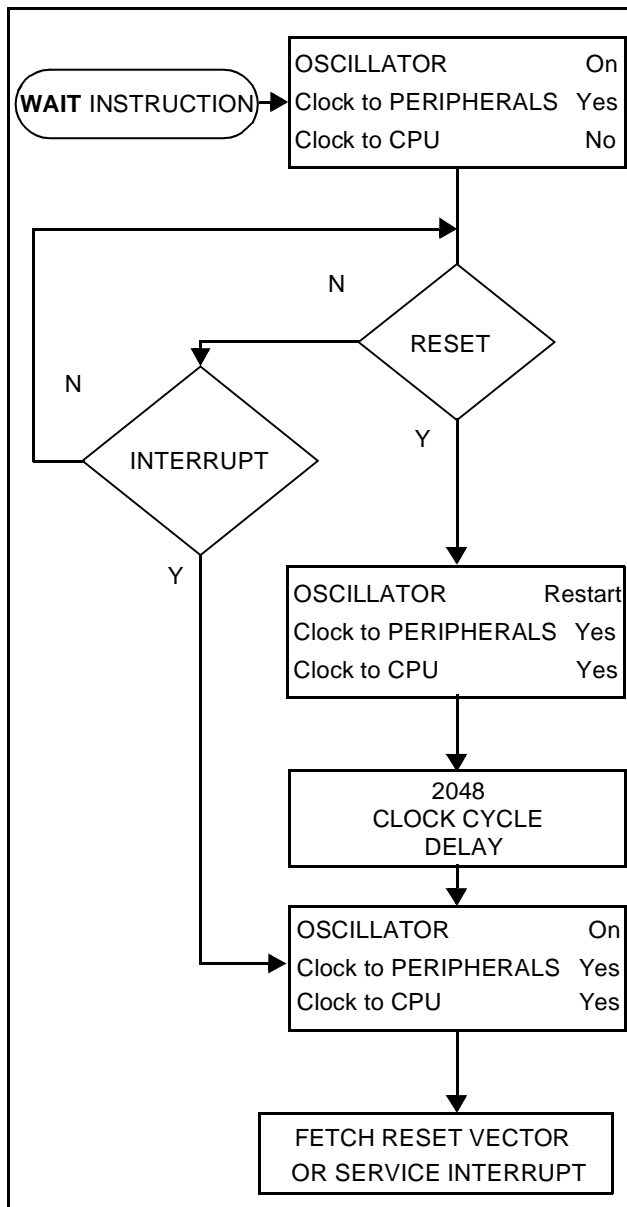 WAIT INSTRUCTION
OSCILLATOR On
Clock to PERIPHERALS Yes
Clock to CPU No
N
RESET
N
INTERRUPT
Y
Y
OSCILLATOR Restart
Clock to PERIPHERALS Yes
Clock to CPU Yes
2048
CLOCK CYCLE
DELAY
OSCILLATOR On
Clock to PERIPHERALS Yes
Clock to CPU Yes
FETCH RESET VECTOR
OR SERVICE INTERRUPT